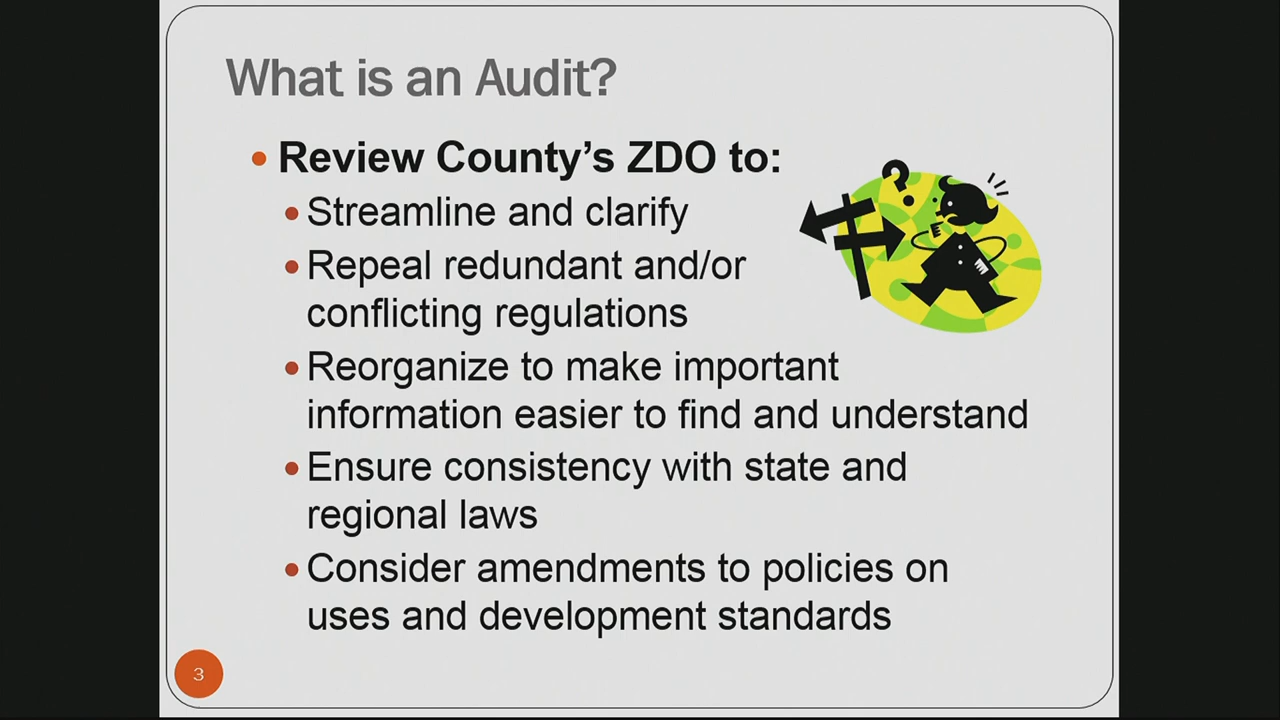 What is an Audit?
Review County's ZDO to:
Streamline and clarify
Repeal redundant and/or
conflicting regulations
Reorganize to make important
information easier to find and understand
Ensure consistency with state and
regional laws
Consider amendments to policies on
uses and development standards
3